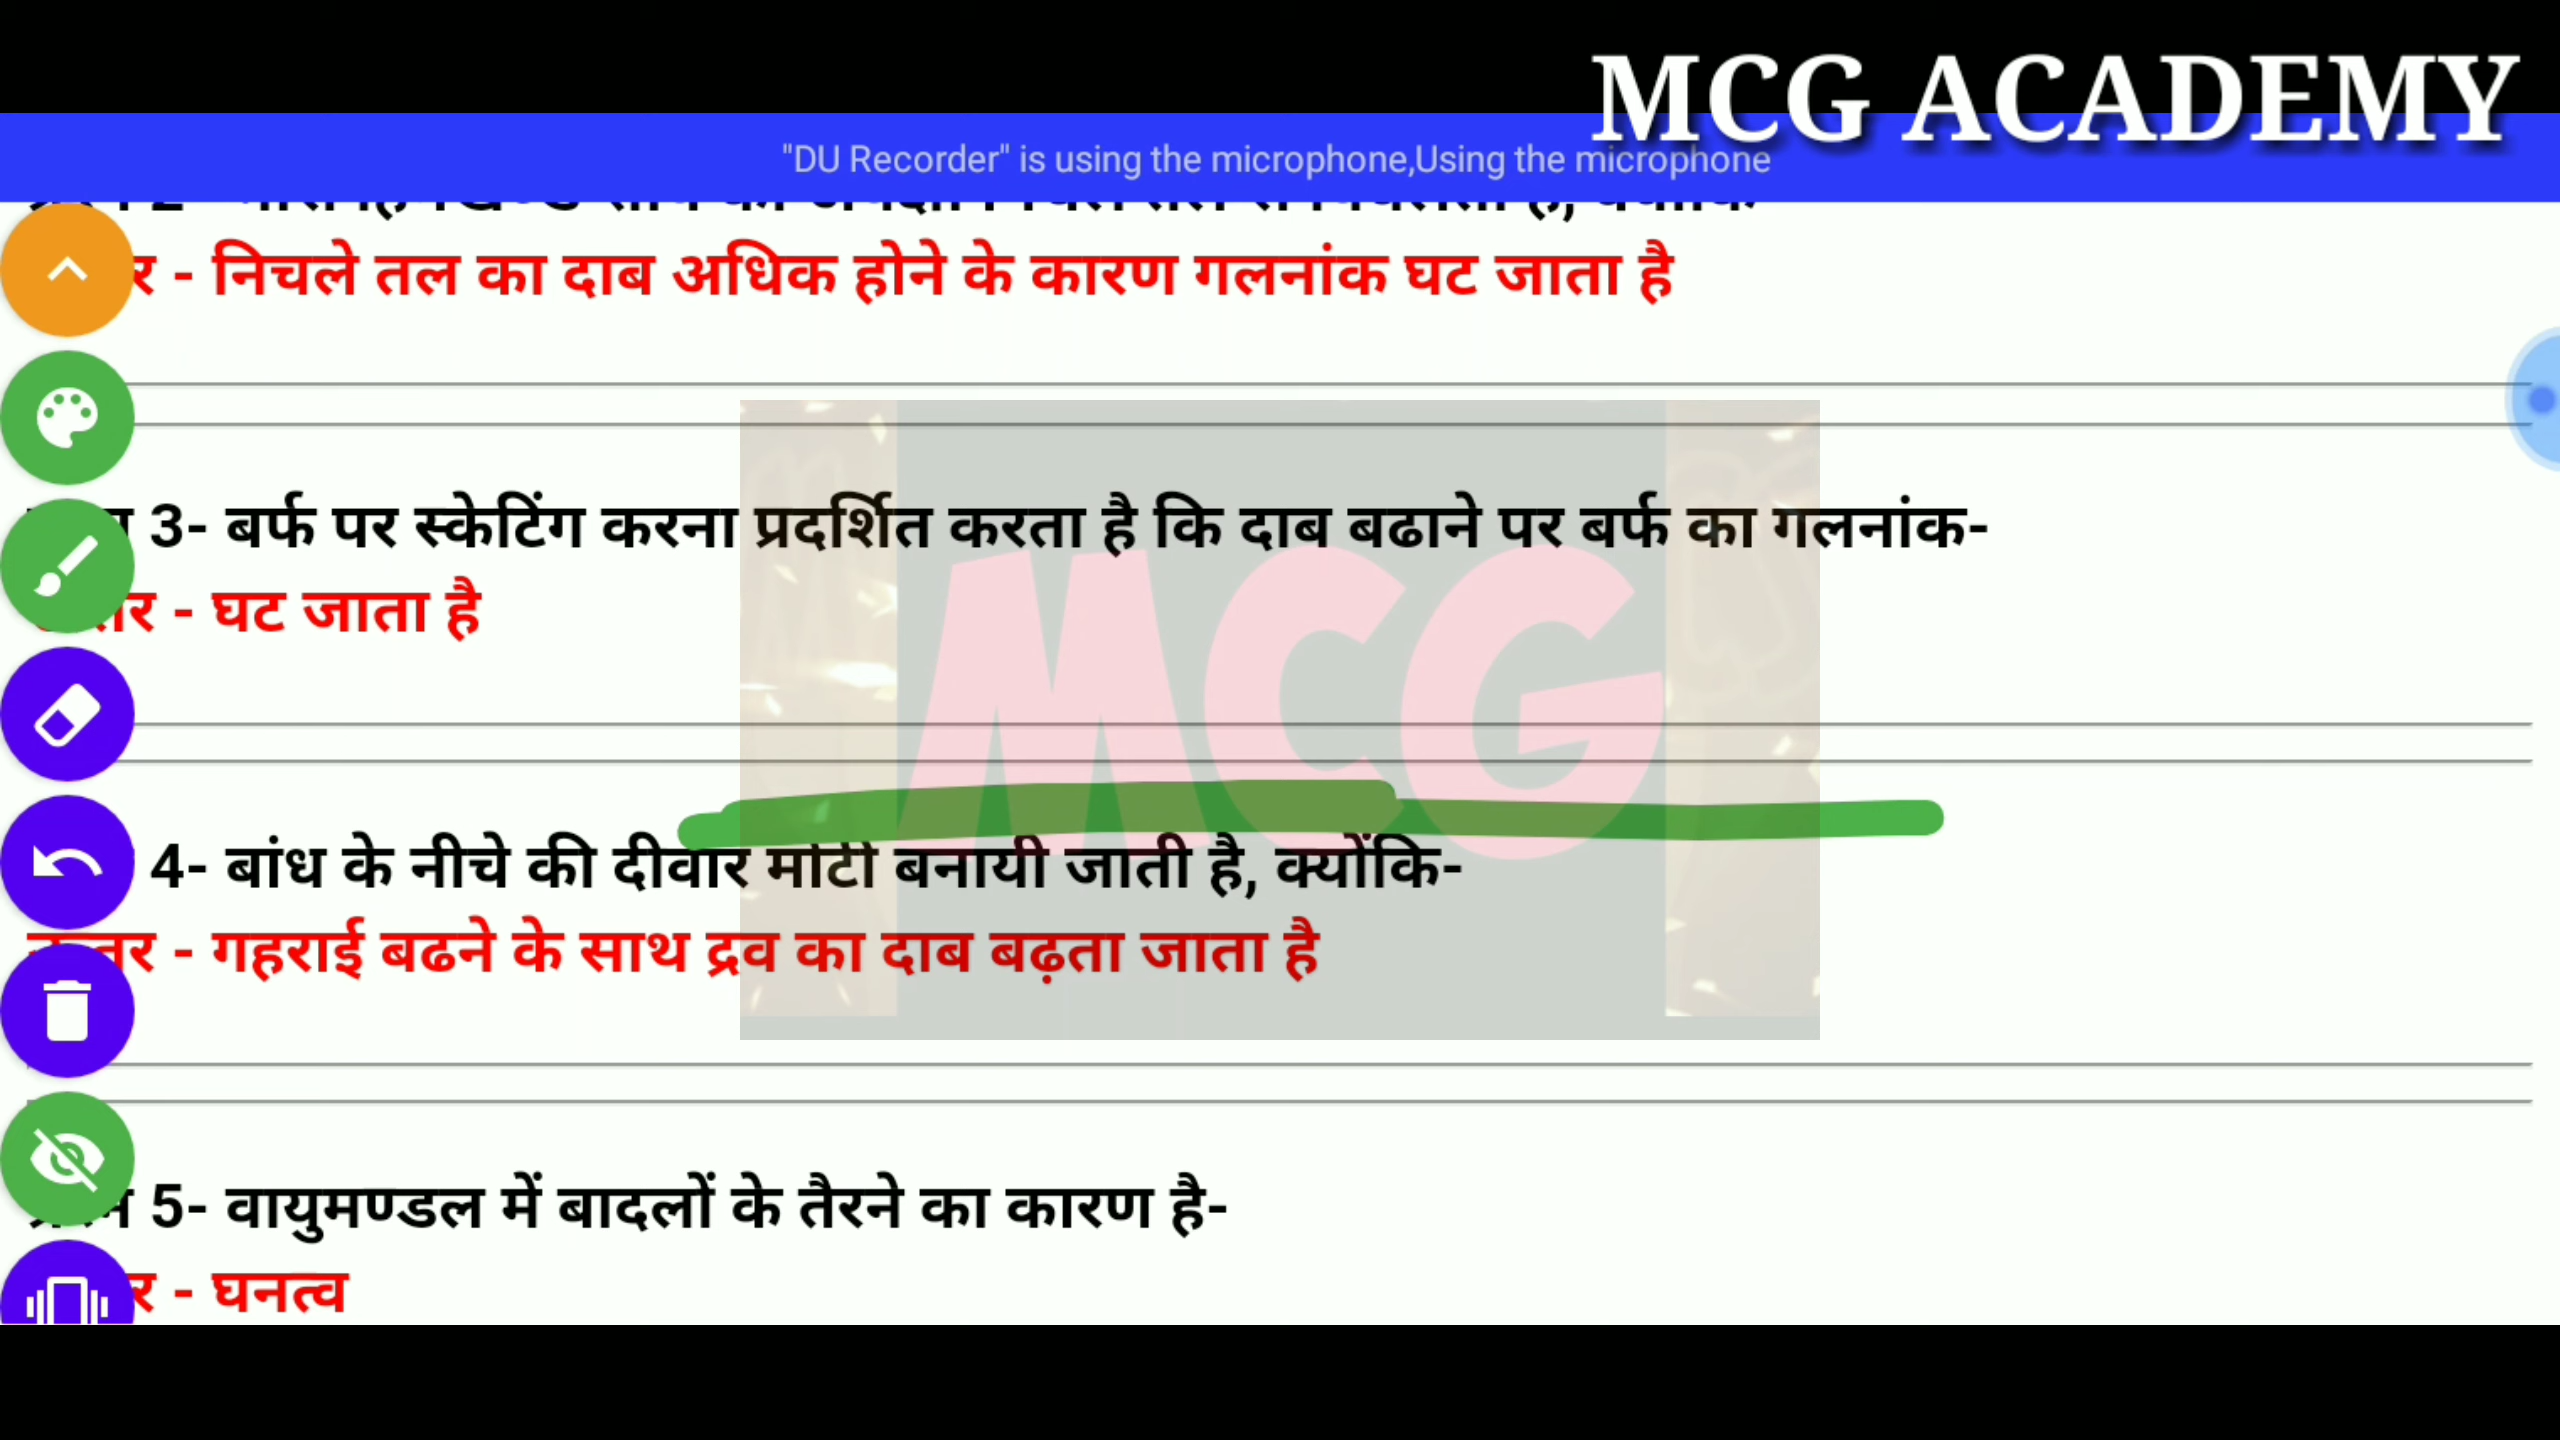 MCG ACADEMY
"DU Recorder" is using the microphone,Using the microphone
र - निचले तल का दाब अधिक होने के कारण गलनांक घट जाता है
3- बर्फ पर स्केटिंग करना प्रदर्शित करता है कि दाब बढाने पर बर्फ का गलनांक-
- घट जाता है
MCG
4- बांध के नीचे की दीवार मोटी बनायी जाती है, क्योंकि-
- गहराई बढने के साथ द्रव का दाब बढ़ता जाता है
5- वायुमण्डल में बादलों के तैरने का कारण है-
र - घनत्व